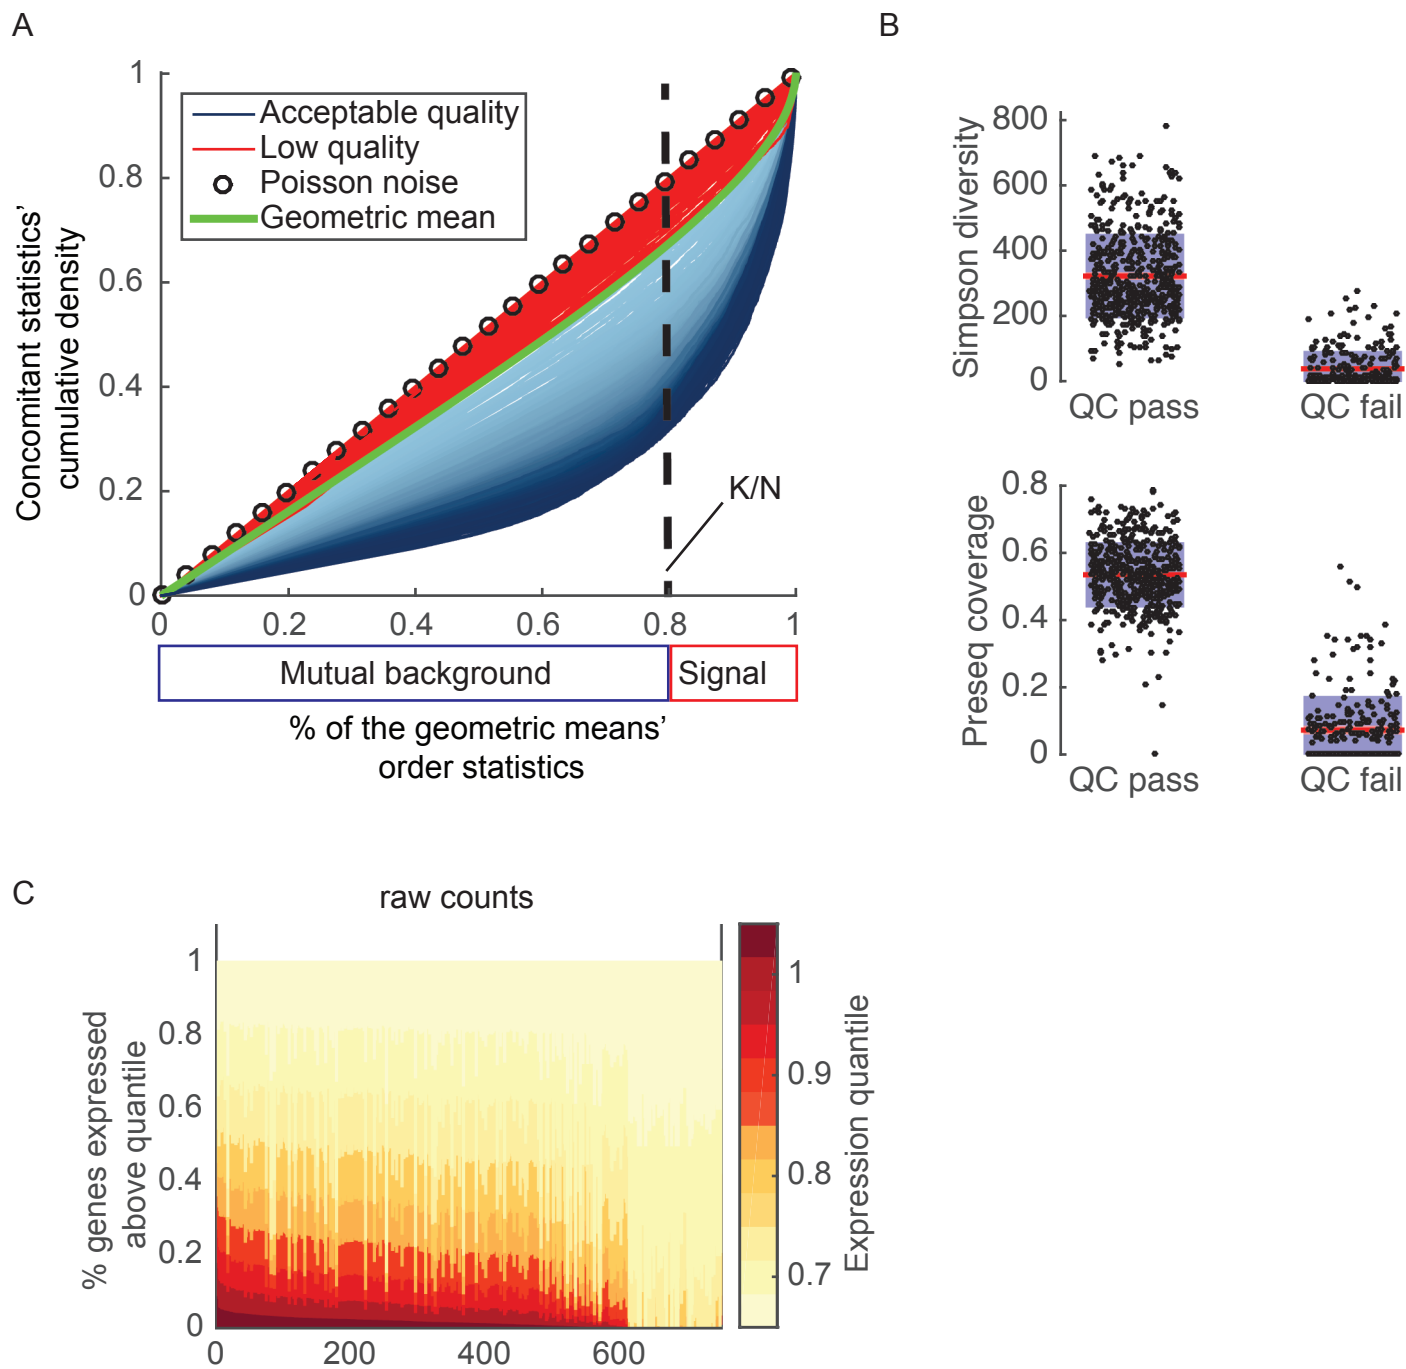 A
Concomitant statistics'
cumulative density
1
0.8
0.6
0.4
0.2
0
Acceptable quality
Low quality
Poisson noise
Geometric mean
K/N
0 0.2 0.4 0.6 0.8 1
Mutual background Signal
% of the geometric means'
order statistics
B
Simpson diversity
800
600
400
200
0
QC pass QC fail
Preseq coverage
0.8
0.6
0.4
0.2
0
QC pass QC fail
C
raw counts
% genes expressed
above quantile
1
0.8
0.6
0.4
0.2
0
0 200 400 600
1
0.9
0.8
0.7
Expression quantile